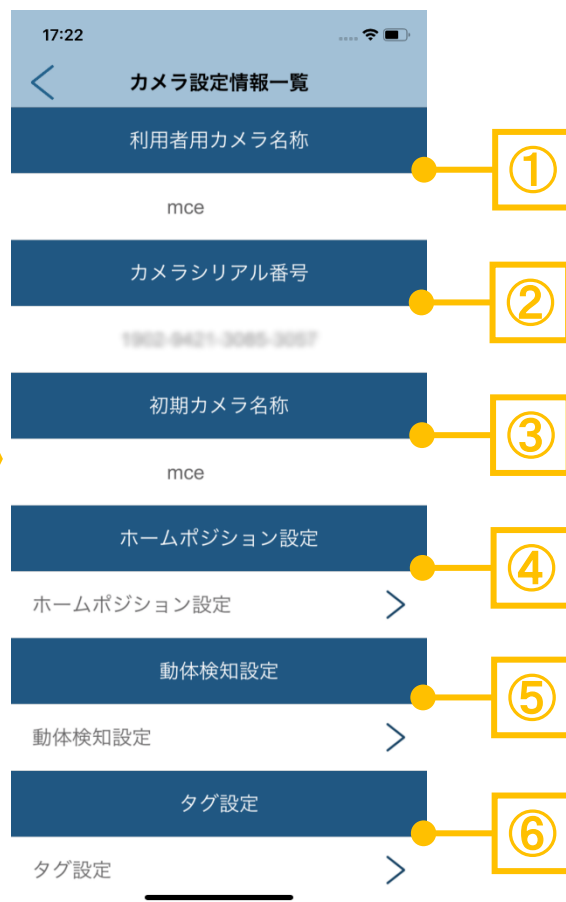 17:22
カメラ設定情報一覧
利用者用カメラ名称
①
mce
カメラシリアル番号
②
初期カメラ名称
③
mce
ホームポジション設定
④
ホームポジション設定
動体検知設定
⑤
動体検知設定
タグ設定
⑥
タグ設定